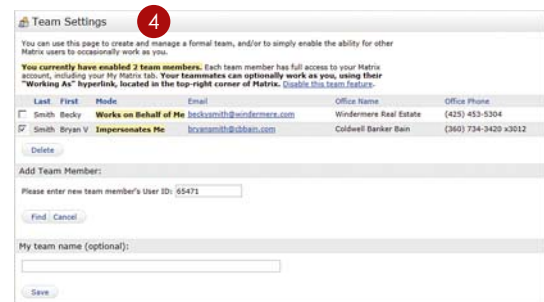 Team Settings 4
You can use this page to create and manage a formal team, and/or to simply enable the ability for other
Matrix users to occasionally work as you.
You currently have enabled 2 team members. Each team member has full access to your Matrix
account, including your My Matrix tab. Your teammates can optionally work as you, using their
"Working As" hyperlink, located in the top-right corner of Matrix. Disable this team feature.
Last First Mode Email Office Name Office Phone
Smith Becky Works on Behalf of Me beckysmith@windermere.com Windermere Real Estate (425) 453-5304
Smith Bryan V Impersonates Me bryansmith@cbbain.com Coldwell Banker Bain (360) 734-3420 x3012
Delete
Add Team Member:
Please enter new team member's User ID: 65471
Find Cancel
My team name (optional):
Save